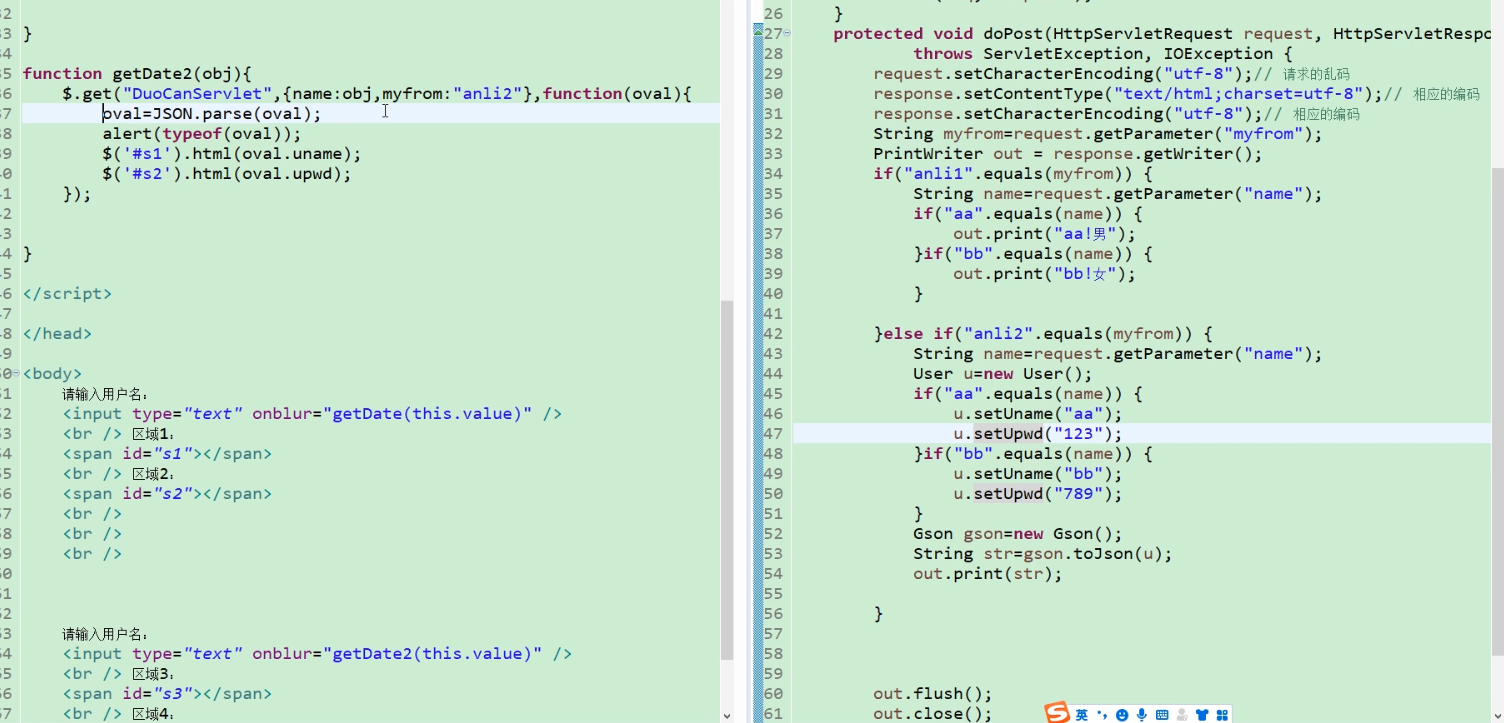 32
33 }
34
35 function getDate2(obj){
36 $.get("DuoCanServlet",{name:obj,myfrom:"anli2"},function(oval){
37 oval=JSON.parse(oval);
38 alert(typeof(oval));
39 $('#s1').html(oval.uname);
40 $('#s2').html(oval.upwd);
41 });
42
43
44 }
45
46 </script>
47
48 </head>
49
50 <body>
51 请输入用户名:
52 <input type="text" onblur="getDate(this.value)" />
53 <br /> 区域1:
54 <span id="s1"></span>
55 <br /> 区域2:
56 <span id="s2"></span>
57 <br />
58 <br />
59 <br />
60
61
62
63 请输入用户名:
64 <input type="text" onblur="getDate2(this.value)" />
65 <br /> 区域3:
66 <span id="s3"></span>
67 <br /> 区域4:
26 }
27 protected void doPost(HttpServletRequest request, HttpServletRespo
28 throws ServletException, IOException {
29 request.setCharacterEncoding("utf-8");// 请求的乱码
30 response.setContentType("text/html;charset=utf-8");// 相应的编码
31 response.setCharacterEncoding("utf-8");// 相应的编码
32 String myfrom=request.getParameter("myfrom");
33 PrintWriter out = response.getWriter();
34 if("anli1".equals(myfrom)) {
35 String name=request.getParameter("name");
36 if("aa".equals(name)) {
37 out.print("aa!男");
38 }if("bb".equals(name)) {
39 out.print("bb!女");
40 }
41
42 }else if("anli2".equals(myfrom)) {
43 String name=request.getParameter("name");
44 User u=new User();
45 if("aa".equals(name)) {
46 u.setUname("aa");
47 u.setUpwd("123");
48 }if("bb".equals(name)) {
49 u.setUname("bb");
50 u.setUpwd("789");
51 }
52 Gson gson=new Gson();
53 String str=gson.toJson(u);
54 out.print(str);
55
56 }
57
58
59
60 out.flush();
61 out.close();
S 英